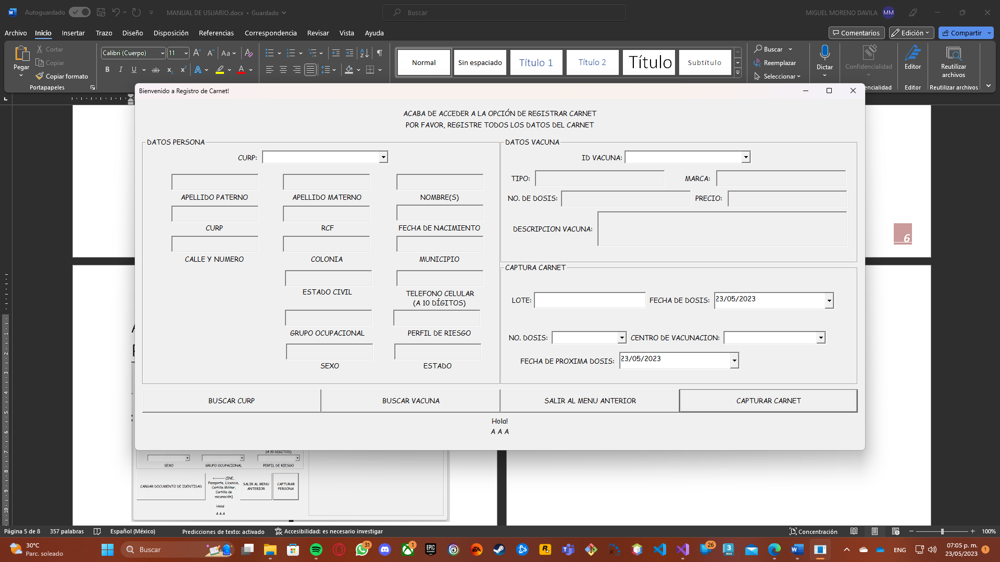 Autoguardado
MANUAL DE USUARIO.docx • Guardado
Buscar
MIGUEL MORENO DAVILA
MM
Archivo
Inicio
Insertar
Trazo
Diseño
Disposición
Referencias
Correspondencia
Revisar
Vista
Ayuda
Comentarios
Edición
Compartir
Pegar
Cortar
Copiar
Copiar formato
Portapapeles
Calibri (Cuerpo)
11
Normal
Sin espaciado
Título 1
Título 2
Título
Subtítulo
Buscar
Reemplazar
Seleccionar
Dictar
Confidencialidad
encialidad
Editor
Editor
Reutilizar
archivos
Reutilizar archivos
Bienvenido a Registro de Carnet!
ACABA DE ACCEDER A LA OPCIÓN DE REGISTRAR CARNET
POR FAVOR, REGISTRE TODOS LOS DATOS DEL CARNET
DATOS PERSONA
CURP:
APELLIDO PATERNO
APELLIDO MATERNO
NOMBRE(S)
CURP
RCF
FECHA DE NACIMIENTO
CALLE Y NUMERO
COLONIA
MUNICIPIO
ESTADO CIVIL
TELEFONO CELULAR
(A 10 DÍGITOS)
GRUPO OCUPACIONAL
PERFIL DE RIESGO
SEXO
ESTADO
DATOS VACUNA
ID VACUNA:
TIPO:
MARCA:
NO. DE DOSIS:
PRECIO:
DESCRIPCION VACUNA:
CAPTURA CARNET
LOTE:
FECHA DE DOSIS:
23/05/2023
NO. DOSIS:
CENTRO DE VACUNACION:
FECHA DE PROXIMA DOSIS:
23/05/2023
BUSCAR CURP
BUSCAR VACUNA
SALIR AL MENU ANTERIOR
CAPTURAR CARNET
Hola!
A A A
6
(A 10 DÍGITOS)
SEXO
GRUPO OCUPACIONAL
PERFIL DE RIESGO
CARGAR DOCUMENTO DE IDENTIDAD
<-------- (INE,
Pasaporte, Licencia,
Cartilla Militar,
Cartilla de
vacunación)
SALIR AL MENU
ANTERIOR
CAPTURAR
PERSONA
Hola!
A A A
Página 5 de 8
357 palabras
Español (México)
Predicciones de texto: activado
Accesibilidad: es necesario investigar
Concentración
100%
30°C
Parc. soleado
Buscar
31
1
26
ENG
07:05 p. m.
23/05/2023
1